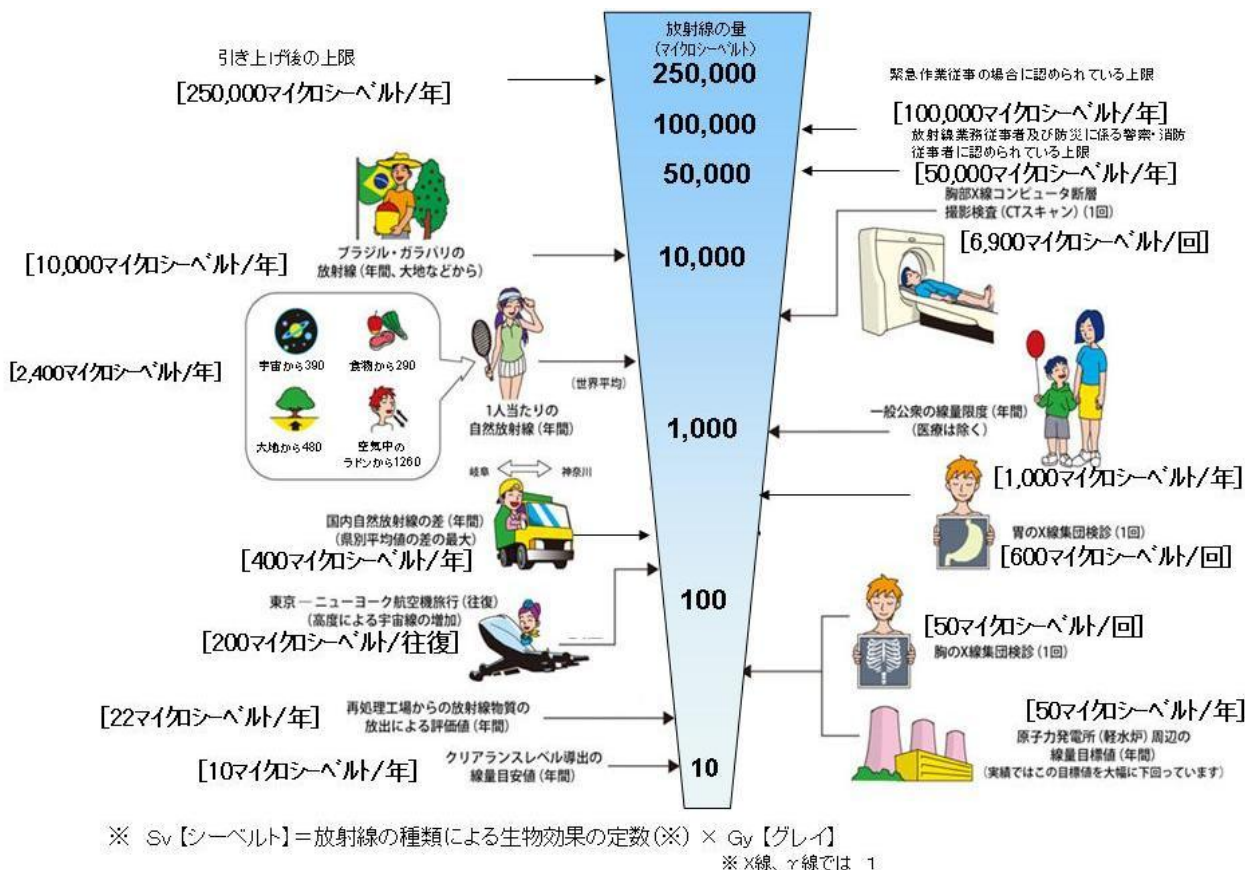 放射線の量
(マイクロシーベルト)
250,000
100,000
50,000
10,000
1,000
100
10
引き上げ後の上限
[250,000マイクロシーベルト/年]
緊急作業従事の場合に認められている上限
[100,000マイクロシーベルト/年]
放射線業務従事者及び防災に係る警察・消防
従事者に認められている上限
[50,000マイクロシーベルト/年]
ブラジル・ガラパリの
放射線(年間、大地などから)
[10,000マイクロシーベルト/年]
胸部X線コンピュータ断層
撮影検査(CTスキャン)(1回)
[6,900マイクロシーベルト/回]
宇宙から390
食物から290
大地から480
空気中の
ラドンから1260
[2,400マイクロシーベルト/年]
1人当たりの
自然放射線(年間)
(世界平均)
一般公衆の線量限度(年間)
(医療は除く)
[1,000マイクロシーベルト/年]
岐阜
神奈川
国内自然放射線の差(年間)
(県別平均値の差の最大)
[400マイクロシーベルト/年]
胃のX線集団検診(1回)
[600マイクロシーベルト/回]
東京―ニューヨーク航空機旅行(往復)
(高度による宇宙線の増加)
[200マイクロシーベルト/往復]
[50マイクロシーベルト/回]
胸のX線集団検診(1回)
[22マイクロシーベルト/年]
再処理工場からの放射線物質の
放出による評価値(年間)
[50マイクロシーベルト/年]
原子力発電所(軽水炉)周辺の
線量目標値(年間)
(実績ではこの目標値を大幅に下回っています)
[10マイクロシーベルト/年]
クリアランスレベル導出の
線量目安値(年間)
※ Sv【シーベルト】=放射線の種類による生物効果の定数(※) × Gy【グレイ】
※ X線、γ線では 1